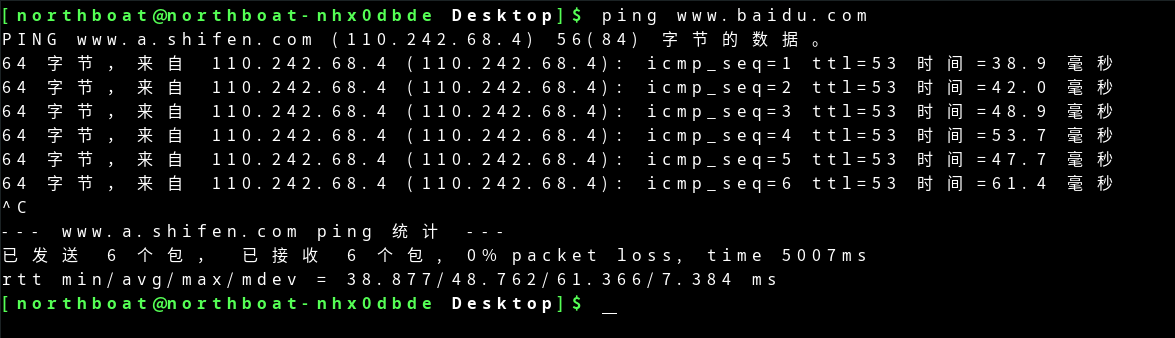 [northboat@northboat-nhx0dbde Desktop]$ ping www.baidu.com
PING www.a.shifen.com (110.242.68.4) 56(84) 字节的数据。
64 字节，来自 110.242.68.4 (110.242.68.4): icmp_seq=1 ttl=53 时间=38.9 毫秒
64 字节，来自 110.242.68.4 (110.242.68.4): icmp_seq=2 ttl=53 时间=42.0 毫秒
64 字节，来自 110.242.68.4 (110.242.68.4): icmp_seq=3 ttl=53 时间=48.9 毫秒
64 字节，来自 110.242.68.4 (110.242.68.4): icmp_seq=4 ttl=53 时间=53.7 毫秒
64 字节，来自 110.242.68.4 (110.242.68.4): icmp_seq=5 ttl=53 时间=47.7 毫秒
64 字节，来自 110.242.68.4 (110.242.68.4): icmp_seq=6 ttl=53 时间=61.4 毫秒
^C
--- www.a.shifen.com ping 统计 ---
已发送 6 个包， 已接收 6 个包, 0% packet loss, time 5007ms
rtt min/avg/max/mdev = 38.877/48.762/61.366/7.384 ms
[northboat@northboat-nhx0dbde Desktop]$ _